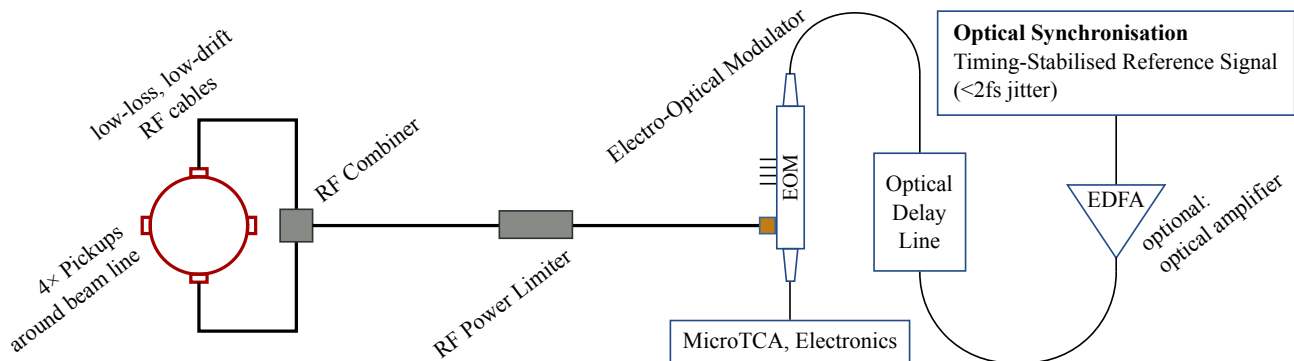 low-loss, low-drift
RF cables
4× Pickups
around beam line
RF Combiner
RF Power Limiter
Electro-Optical Modulator
EOM
MicroTCA, Electronics
Optical
Delay
Line
Optical Synchronisation
Timing-Stabilised Reference Signal
(<2fs jitter)
EDFA
optional:
optical amplifier